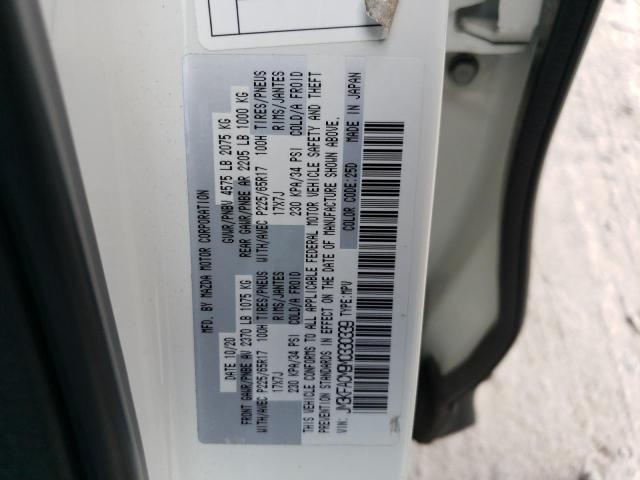 MFD. BY MAZDA MOTOR CORPORATION
DATE 10/20 GVWR/PNBV 4575 LB 2075 KG
FRONT GAWR/PNBE AV 2370 LB 1075 KG REAR GAWR/PNBE AR 2205 LB 1000 KG
WITH/AVEC P225/65R17 100H TIRES/PNEUS WITH/AVEC P225/65R17 100H TIRES/PNEUS
17X7J RIMS/JANTES 17X7J RIMS/JANTES
230 KPA/34 PSI COLD/A FROID 230 KPA/34 PSI COLD/A FROID
THIS VEHICLE CONFORMS TO ALL APPLICABLE FEDERAL MOTOR VEHICLE SAFETY AND THEFT
PREVENTION STANDARDS IN EFFECT ON THE DATE OF MANUFACTURE SHOWN ABOVE.
JM3KFACM9M0330339
VIN: TYPE:MPV COLOR CODE:25D MADE IN JAPAN